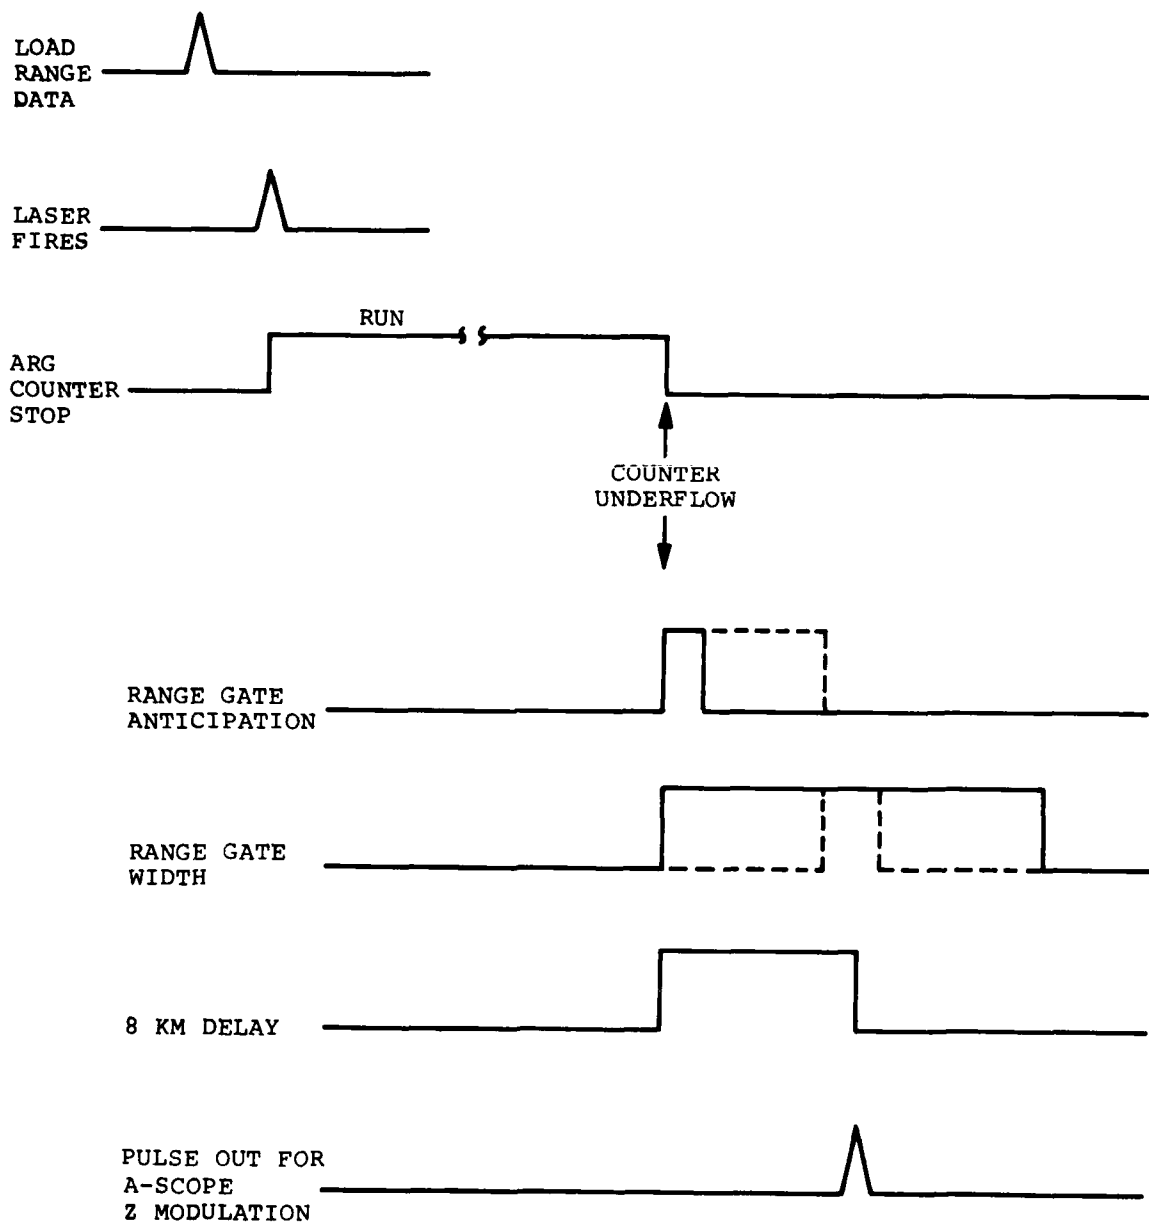 LOAD
RANGE
DATA
LASER
FIRES
RUN
ARG
COUNTER
STOP
COUNTER
UNDERFLOW
RANGE GATE
ANTICIPATION
RANGE GATE
WIDTH
8 KM DELAY
PULSE OUT FOR
A-SCOPE
Z MODULATION